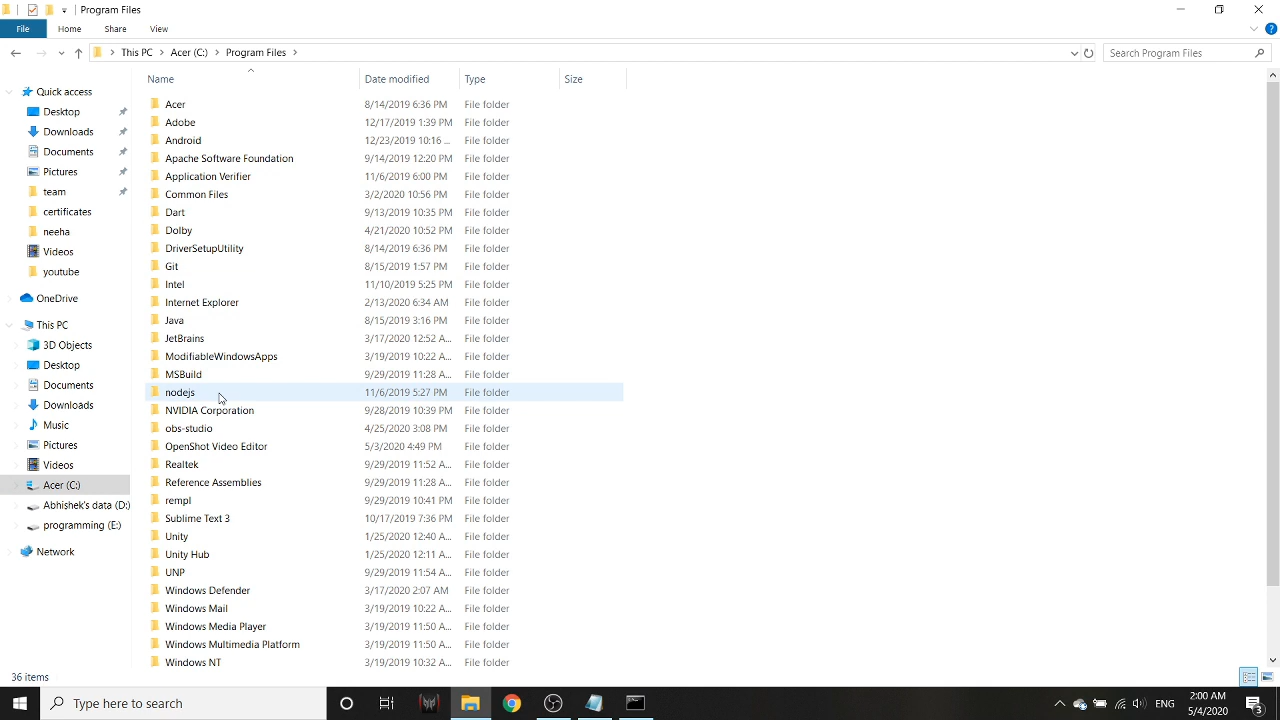 Program Files
File Home Share View
This PC Acer (C:) Program Files Search Program Files
Name Date modified Type Size
Quick access
Desktop
Downloads
Documents
Pictures
team
certificates
neeha
Videos
youtube
OneDrive
This PC
3D Objects
Desktop
Documents
Downloads
Music
Pictures
Videos
Acer (C:)
Abhishek's data (D:)
programming (E:)
Network
Acer 8/14/2019 6:36 PM File folder
Adobe 12/17/2019 1:39 PM File folder
Android 12/23/2019 10:16 ... File folder
Apache Software Foundation 9/14/2019 12:20 PM File folder
Application Verifier 11/6/2019 6:00 PM File folder
Common Files 3/2/2020 10:56 PM File folder
Dart 9/13/2019 10:35 PM File folder
Dolby 4/21/2020 10:52 PM File folder
DriverSetupUtility 8/14/2019 6:36 PM File folder
Git 8/15/2019 1:57 PM File folder
Intel 11/10/2019 5:25 PM File folder
Internet Explorer 2/13/2020 6:34 AM File folder
Java 8/15/2019 3:16 PM File folder
JetBrains 3/17/2020 12:52 A... File folder
ModifiableWindowsApps 3/19/2019 10:22 A... File folder
MSBuild 9/29/2019 11:28 A... File folder
nodejs 11/6/2019 5:27 PM File folder
NVIDIA Corporation 9/28/2019 10:39 PM File folder
obs-studio 4/25/2020 3:08 PM File folder
OpenShot Video Editor 5/3/2020 4:49 PM File folder
Realtek 9/29/2019 11:52 A... File folder
Reference Assemblies 9/29/2019 11:28 A... File folder
rempl 9/29/2019 10:41 PM File folder
Sublime Text 3 10/17/2019 7:36 PM File folder
Unity 1/25/2020 12:40 A... File folder
Unity Hub 1/25/2020 12:11 A... File folder
UNP 9/29/2019 11:54 A... File folder
Windows Defender 3/17/2020 2:07 AM File folder
Windows Mail 3/19/2019 10:22 A... File folder
Windows Media Player 3/19/2019 11:50 A... File folder
Windows Multimedia Platform 3/19/2019 11:50 A... File folder
Windows NT 3/19/2019 10:32 A... File folder
36 items
Type here to search
ENG
2:00 AM
5/4/2020
3